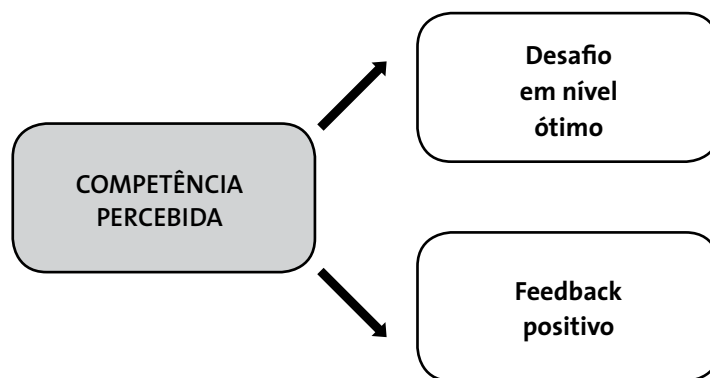 Desafio
em nível
ótimo
COMPETÊNCIA
PERCEBIDA
Feedback
positivo